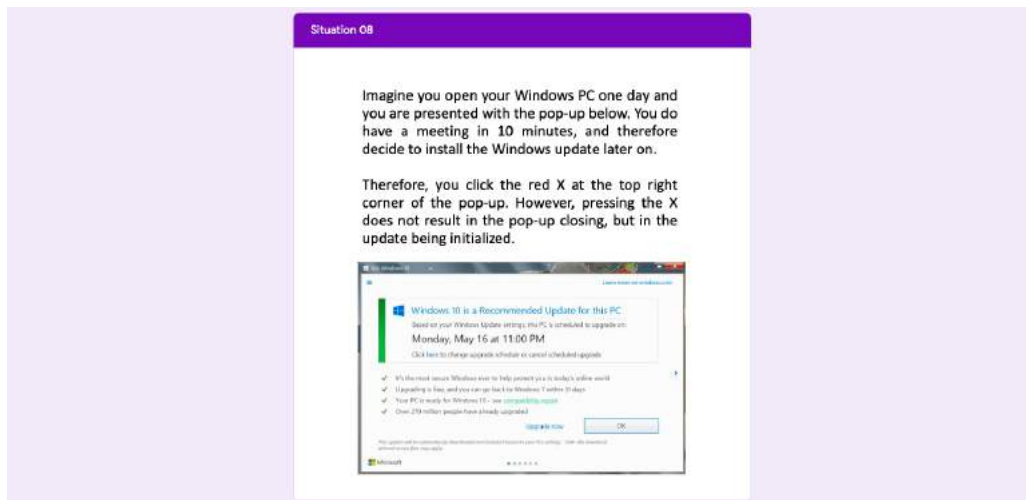 Situation 08
Imagine you open your Windows PC one day and
you are presented with the pop-up below. You do
have a meeting in 10 minutes, and therefore
decide to install the Windows update later on.
Therefore, you click the red X at the top right
corner of the pop-up. However, pressing the X
does not result in the pop-up closing, but in the
update being initialized.
Learn more on windows.com
Windows 10 is a Recommended Update for this PC
Based on your Windows Update settings, this PC is scheduled to upgrade on:
Monday, May 16 at 11:00 PM
Click here to change upgrade schedule or cancel scheduled upgrade
It's the most secure Windows ever to help protect you in today's online world
Upgrading is free, and you can go back to Windows 7 within 31 days
Your PC is ready for Windows 10 - see compatibility report
Over
million people have already upgraded
Upgrade now
OK
Microsoft